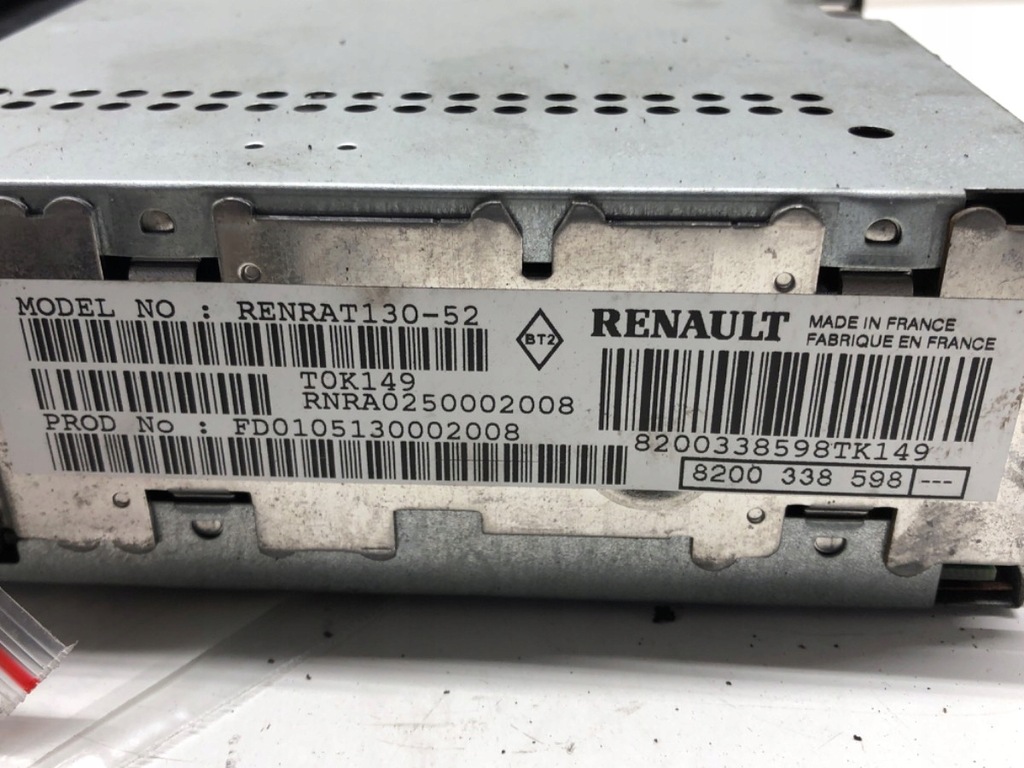 MODEL NO : RENRAT130-52
T0K149
RNRA0250002008
PROD No : FD0105130002008
BT2
RENAULT
MADE IN FRANCE
FABRIQUE EN FRANCE
8200338598TK149
8200 338 598 ---